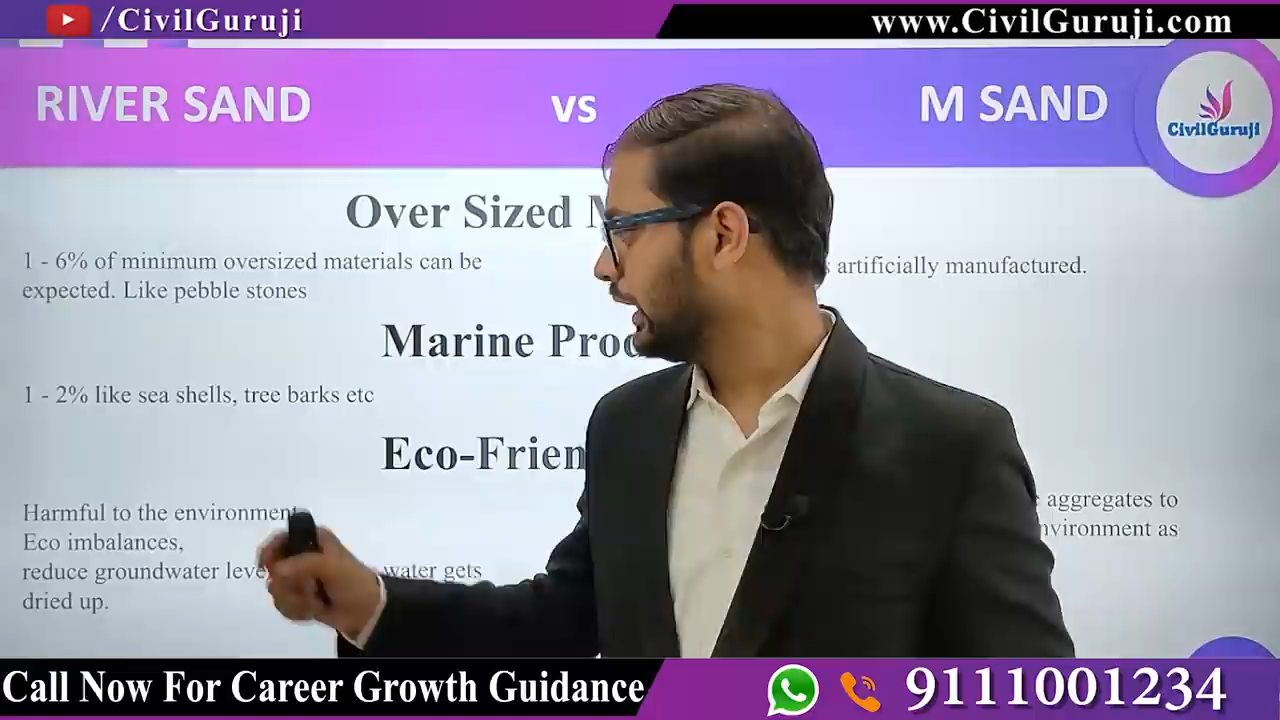 /CivilGuruji
www.CivilGuruji.com
RIVER SAND VS M SAND
CivilGuruji
Over Sized
1 - 6% of minimum oversized materials can be
expected. Like pebble stones
artificially manufactured.
Marine
1 - 2% like sea shells, tree barks etc
Eco-Frien
Harmful to the environment
Eco imbalances,
reduce groundwater water gets
dried up.
aggregates to
nvironment as
Call Now For Career Growth Guidance
9111001234